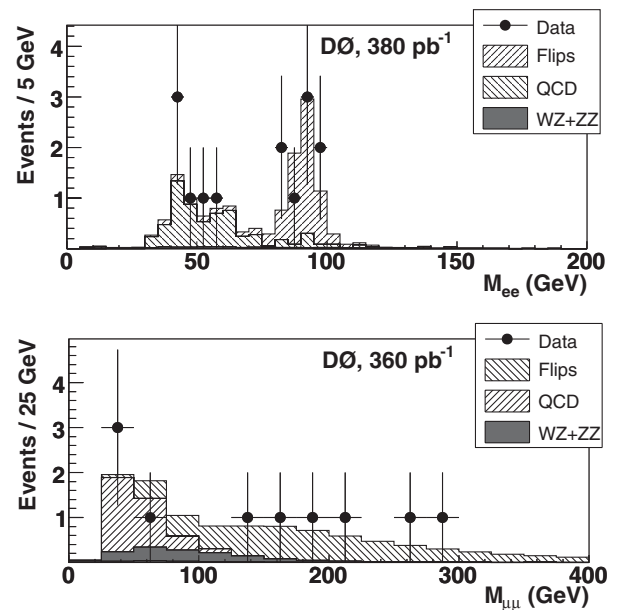 DØ, 380 pb⁻¹
Data
Flips
QCD
WZ+ZZ
Events / 5 GeV
4
3
2
1
0 50 100 150 200
Mee (GeV)
DØ, 360 pb⁻¹
Data
Flips
QCD
WZ+ZZ
Events / 25 GeV
4
3
2
1
0 100 200 300 400
Mμμ (GeV)